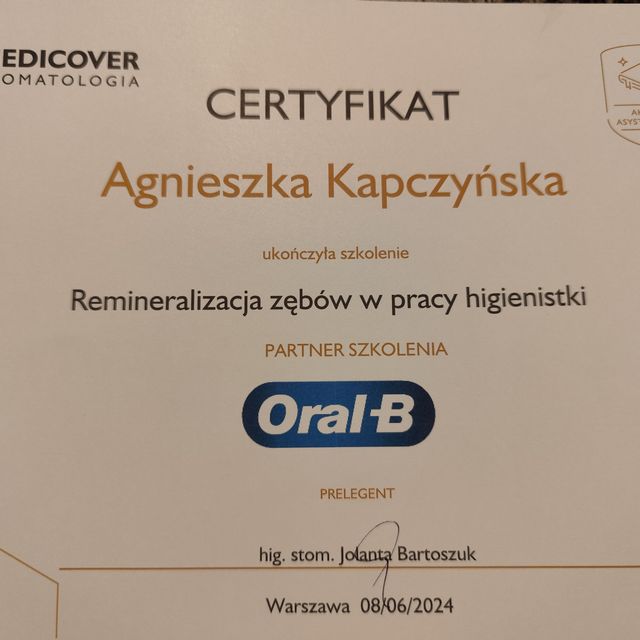 EDICOVER
OMATOLOGIA
CERTYFIKAT
Agnieszka Kapczyńska
ukończyła szkolenie
Remineralizacja zębów w pracy higienistki
PARTNER SZKOLENIA
Oral-B
PRELEGENT
hig. stom. Jolanta Bartoszuk
Warszawa 08/06/2024